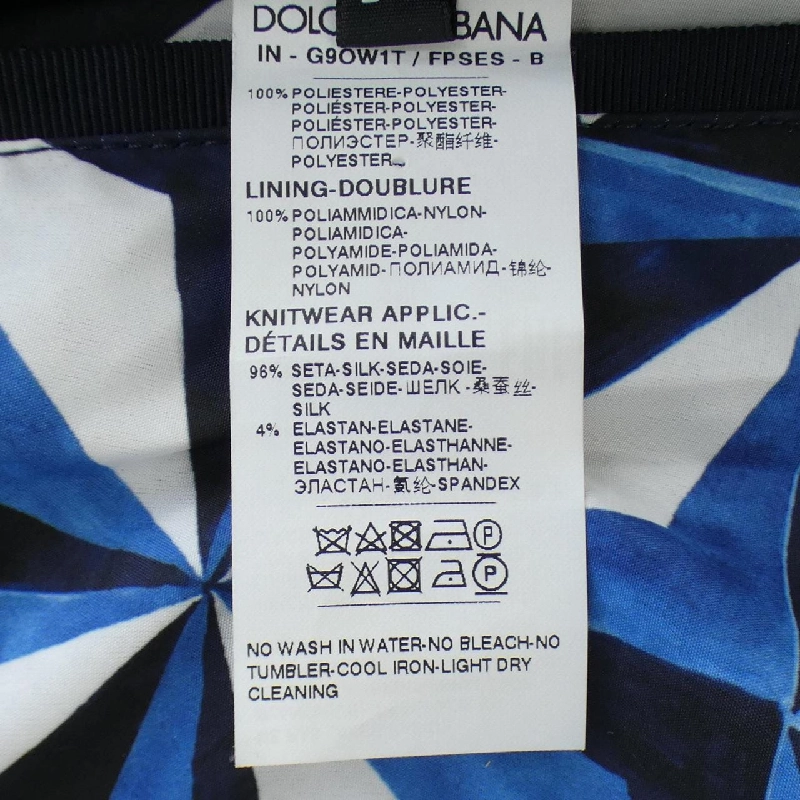 DOLC BANA
IN - G9OW1T / FPSES - B
100% POLIESTERE-POLYESTER-
POLIÉSTER-POLYESTER-
POLIÉSTER-POLYESTER-
ПОЛИЭСТЕР-聚酯纤维-
POLYESTER
LINING-DOUBLURE
100% POLIAMMIDICA-NYLON-
POLIAMIDICA-
POLYAMIDE-POLIAMIDA-
POLYAMID-ПОЛИАМИД-锦纶-
NYLON
KNITWEAR APPLIC.-
DÉTAILS EN MAILLE
96% SETA-SILK-SEDA-SOIE-
SEDA-SEIDE-ШЕЛК-桑蚕丝-
SILK
4% ELASTAN-ELASTANE-
ELASTANO-ELASTHANNE-
ELASTANO-ELASTHAN-
ЭЛАСТАН-氨纶-SPANDEX
P
P
NO WASH IN WATER-NO BLEACH-NO
TUMBLER-COOL IRON-LIGHT DRY
CLEANING